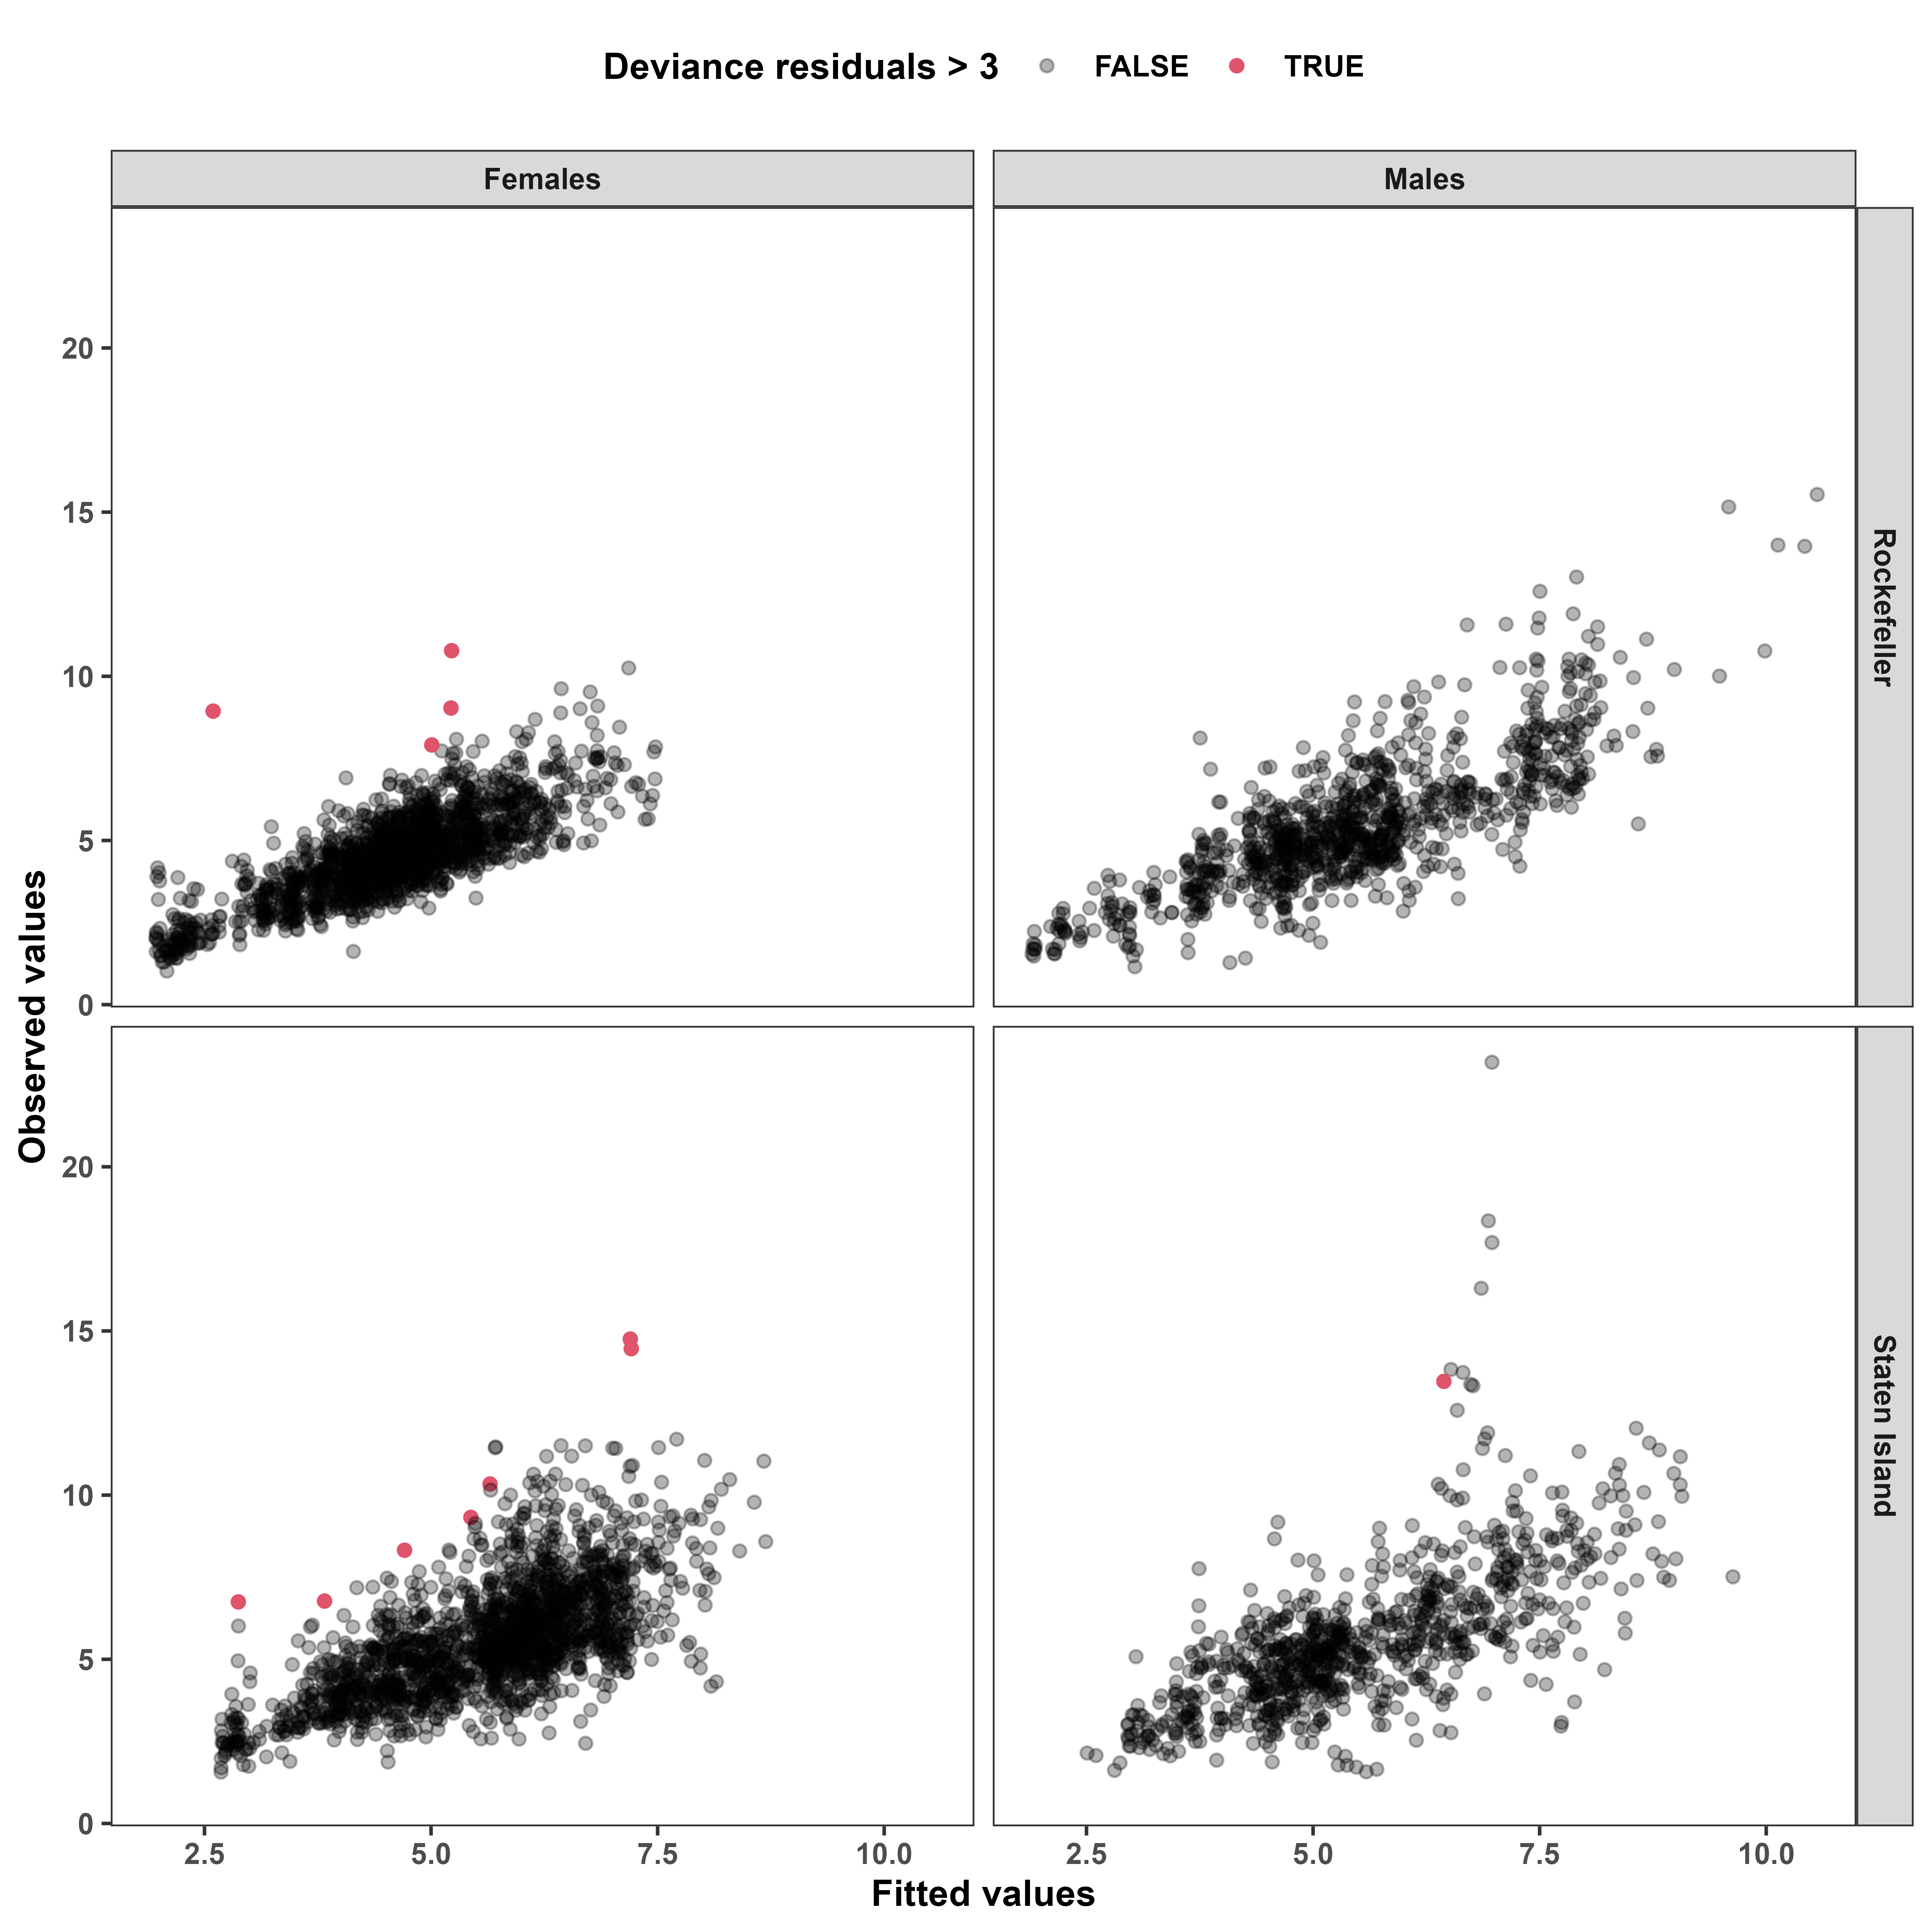 Deviance residuals > 3 FALSE TRUE
Females Males
Rockefeller
20
15
10
5
0
Observed values
Staten Island
20
15
10
5
0
2.5 5.0 7.5 10.0 2.5 5.0 7.5 10.0
Fitted values